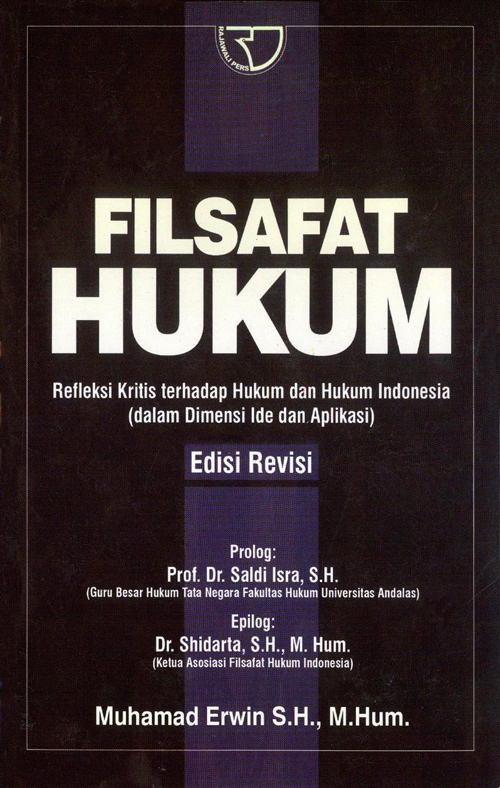 RAJAWALI PERS
FILSAFAT
HUKUM
Refleksi Kritis terhadap Hukum dan Hukum Indonesia
(dalam Dimensi Ide dan Aplikasi)
Edisi Revisi
Prolog:
Prof. Dr. Saldi Isra, S.H.
(Guru Besar Hukum Tata Negara Fakultas Hukum Universitas Andalas)
Epilog:
Dr. Shidarta, S.H., M. Hum.
(Ketua Asosiasi Filsafat Hukum Indonesia)
Muhamad Erwin S.H., M.Hum.